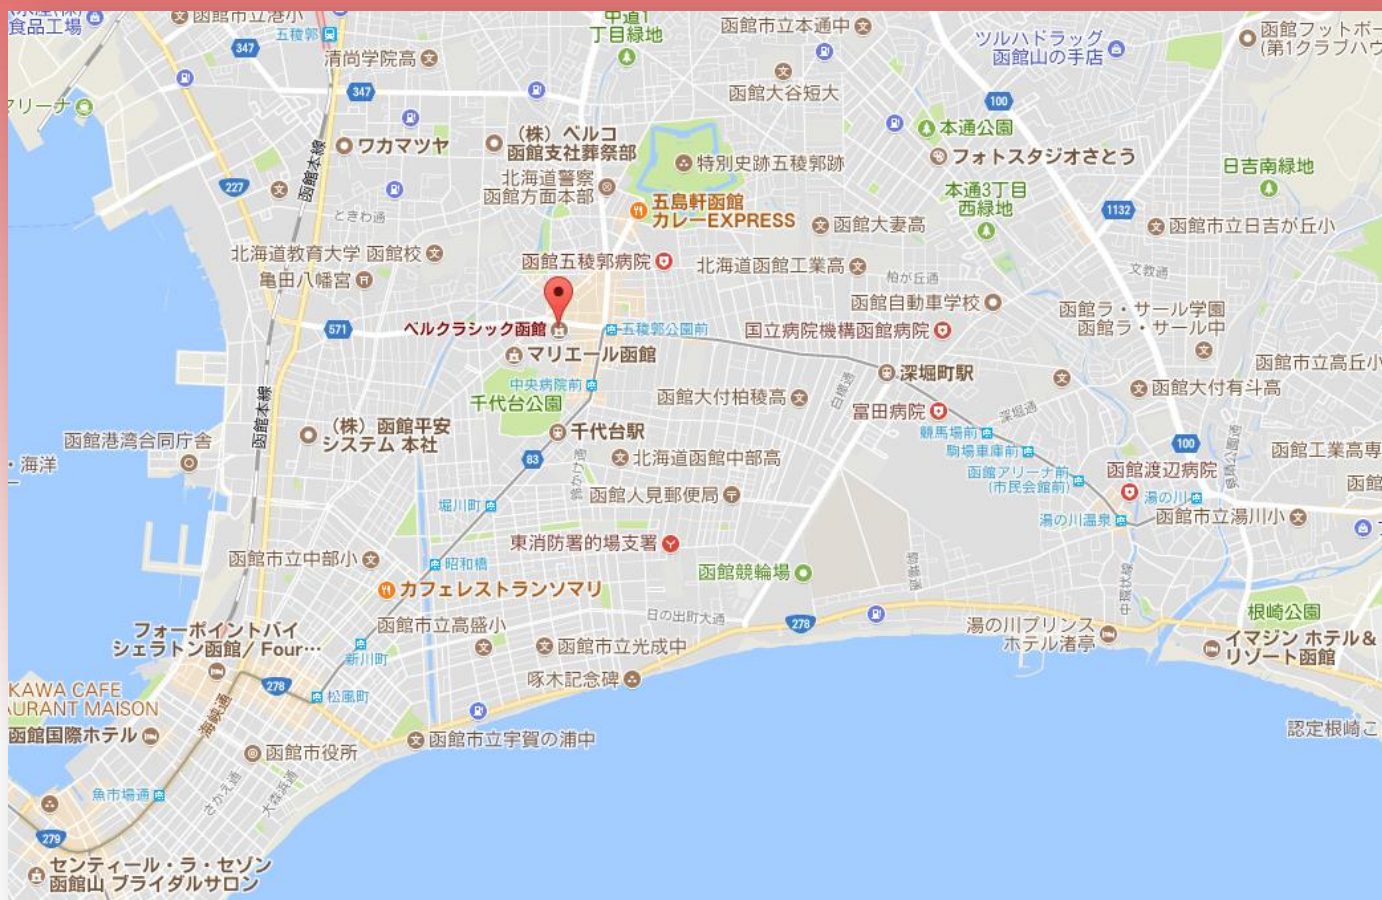 食品工場
函館市立港小
五稜郭
347
清尚学院高
中道1
丁目緑地
函館市立本通中
ツルハドラッグ
函館山の手店
函館フットボー
(第1クラブハウ
マリーナ
347
函館大谷短大
100
本通公園
ワカマツヤ
（株）ベルコ
函館支社葬祭部
特別史跡五稜郭跡
フォトスタジオさとう
日吉南緑地
227
函館本線
北海道警察
函館方面本部
五島軒函館
カレーEXPRESS
本通3丁目
西緑地
1132
ときわ通
函館大妻高
函館市立日吉が丘小
北海道教育大学 函館校
亀田八幡宮
函館五稜郭病院
北海道函館工業高
柏が丘通
文教通
函館自動車学校
函館ラ・サール学園
函館ラ・サール中
571
ベルクラシック函館
五稜郭公園前
国立病院機構函館病院
マリエール函館
函館市立高丘小
中央病院前
千代台公園
函館大付柏稜高
白樺通
深堀町駅
函館大付有斗高
函館本線
富田病院
深堀通
（株）函館平安
システム 本社
千代台駅
競馬場前
駒場車庫前
100
函館港湾合同庁舎
83
北海道函館中部高
函館アリーナ前
(市民会館前)
函館渡辺病院
函館工業高専
・海洋
函館人見郵便局
湯の川
函館
堀川町
湯の川温泉
函館市立湯川小
東消防署的場支署
函館市立中部小
昭和橋
函館競輪場
駒場通
中環状線
カフェレストランソマリ
日の出町大通
278
根崎公園
フォーポイントバイ
シェラトン函館/ Four…
函館市立高盛小
函館市立光成中
湯の川プリンス
ホテル渚亭
イマジン ホテル＆
リゾート函館
新川町
278
松風町
啄木記念碑
KAWA CAFE
AURANT MAISON
海峡通
函館国際ホテル
函館市役所
函館市立宇賀の浦中
認定根崎こ
魚市場通
さかえ通
大森浜通
279
センティール・ラ・セゾン
函館山 ブライダルサロン